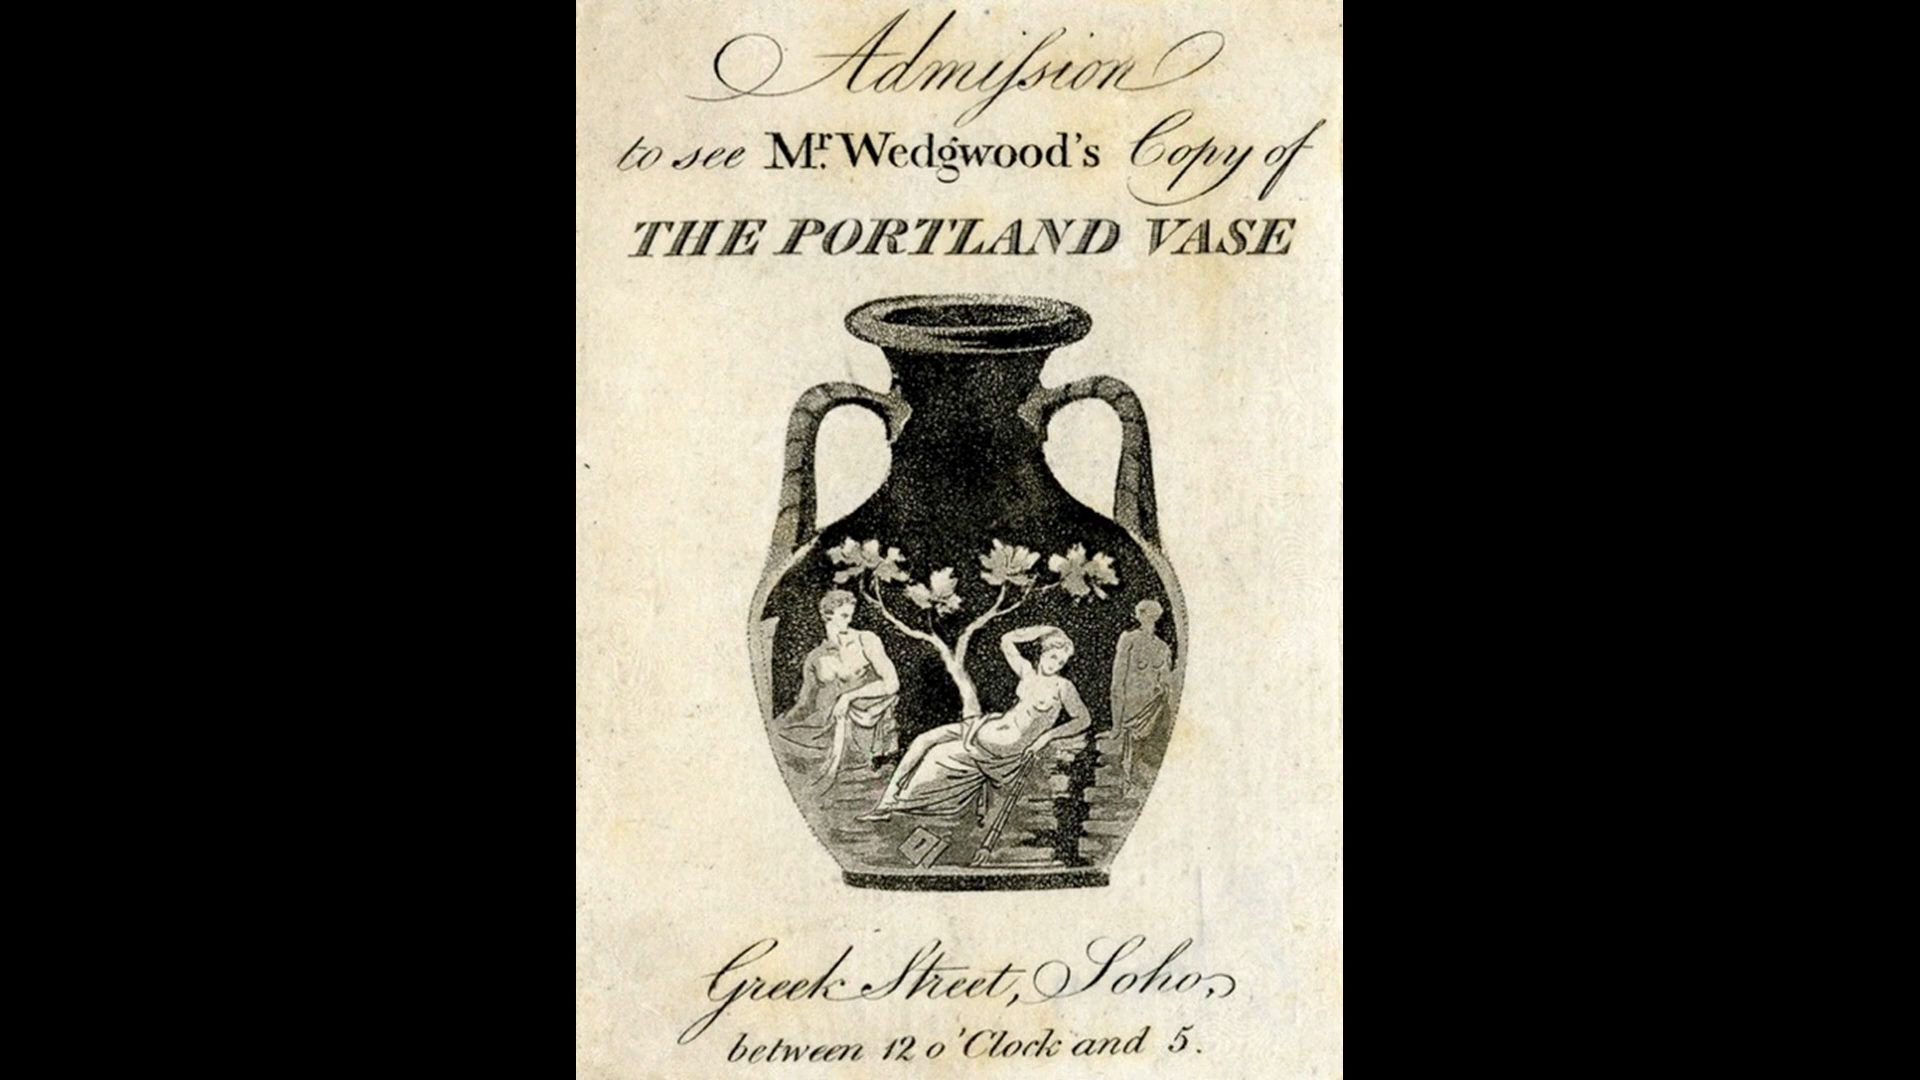 Admiſsion
to see Mr. Wedgwood's Copy of
THE PORTLAND VASE
Greek Street, Soho,
between 12 o'Clock and 5.